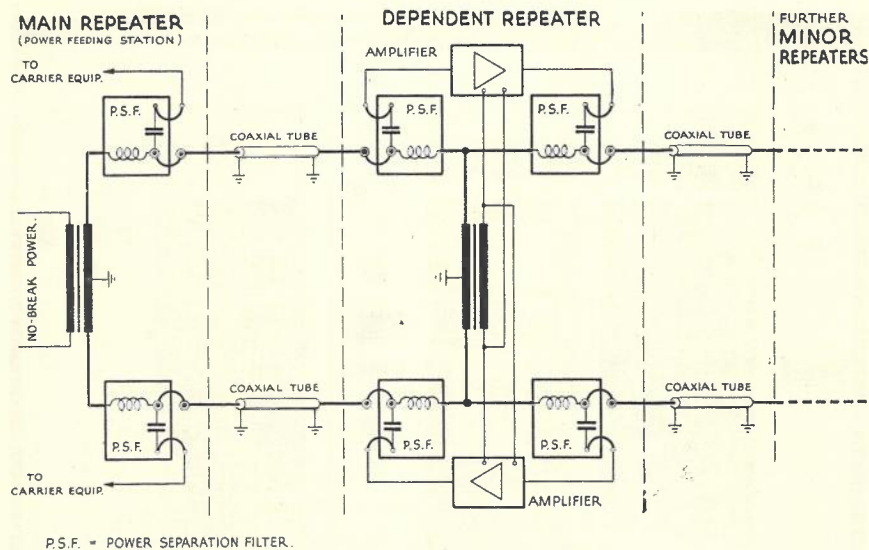 MAIN REPEATER
(POWER FEEDING STATION)
DEPENDENT REPEATER
FURTHER
MINOR
REPEATERS
TO
CARRIER EQUIP.
AMPLIFIER
P.S.F.
P.S.F.
P.S.F.
COAXIAL TUBE
COAXIAL TUBE
NO-BREAK POWER.
COAXIAL TUBE
COAXIAL TUBE
P.S.F.
P.S.F.
P.S.F.
TO
CARRIER EQUIP.
AMPLIFIER
P.S.F. = POWER SEPARATION FILTER.